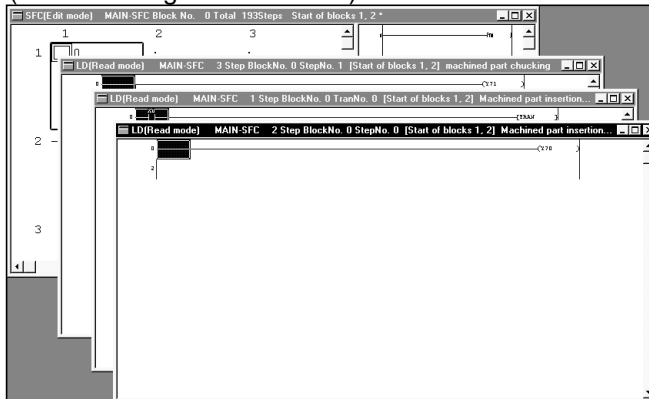 SFC(Edit mode) MAIN-SFC Block No. 0 Total 193Steps Start of blocks 1, 2 *
1 2 3
1
2
3
LD(Read mode) MAIN-SFC 3 Step BlockNo. 0 StepNo. 1 [Start of blocks 1, 2] machined part chucking
0 (Y71 )
LD(Read mode) MAIN-SFC 1 Step BlockNo. 0 TranNo. 0 [Start of blocks 1, 2] Machined part insertion...
0 [TRAN ]
LD(Read mode) MAIN-SFC 2 Step BlockNo. 0 StepNo. 0 [Start of blocks 1, 2] Machined part insertion...
0 (Y70 )
2